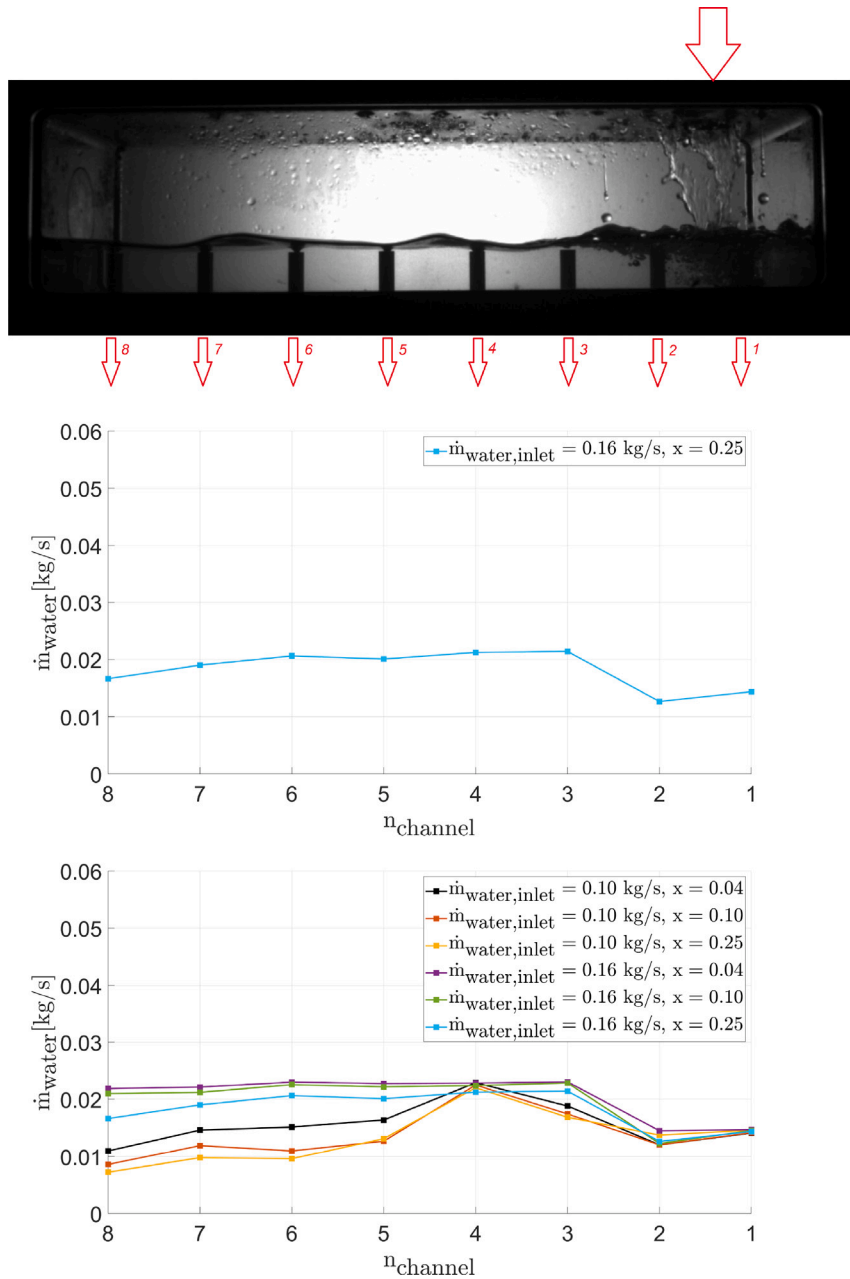 8 7 6 5 4 3 2 1
ṁwater,inlet = 0.16 kg/s, x = 0.25
ṁwater[kg/s]
0.06
0.05
0.04
0.03
0.02
0.01
0
8 7 6 5 4 3 2 1
nchannel
ṁwater,inlet = 0.10 kg/s, x = 0.04
ṁwater,inlet = 0.10 kg/s, x = 0.10
ṁwater,inlet = 0.10 kg/s, x = 0.25
ṁwater,inlet = 0.16 kg/s, x = 0.04
ṁwater,inlet = 0.16 kg/s, x = 0.10
ṁwater,inlet = 0.16 kg/s, x = 0.25
ṁwater[kg/s]
0.06
0.05
0.04
0.03
0.02
0.01
0
8 7 6 5 4 3 2 1
nchannel